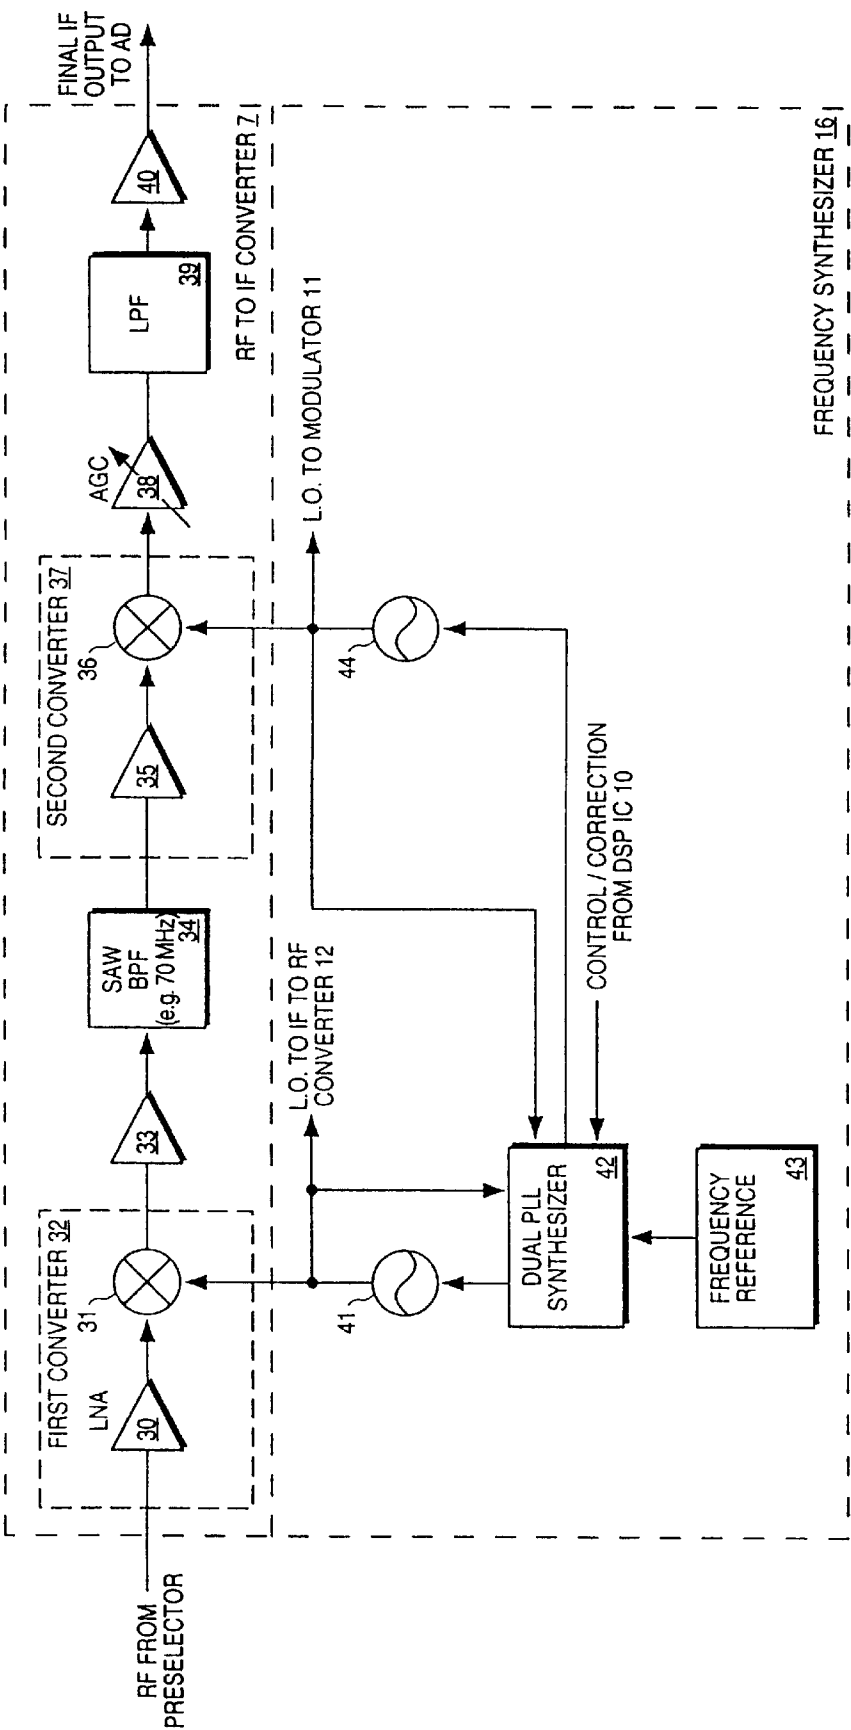 RF FROM
PRESELECTOR
FIRST CONVERTER 32
LNA
30
31
33
SAW
BPF
(e.g. 70 MHz)
34
SECOND CONVERTER 37
35
36
AGC
38
LPF
39
40
FINAL IF
OUTPUT
TO AD
RF TO IF CONVERTER 7
L.O. TO IF TO RF
CONVERTER 12
L.O. TO MODULATOR 11
41
44
DUAL PLL
SYNTHESIZER
42
CONTROL / CORRECTION
FROM DSP IC 10
FREQUENCY
REFERENCE
43
FREQUENCY SYNTHESIZER 16